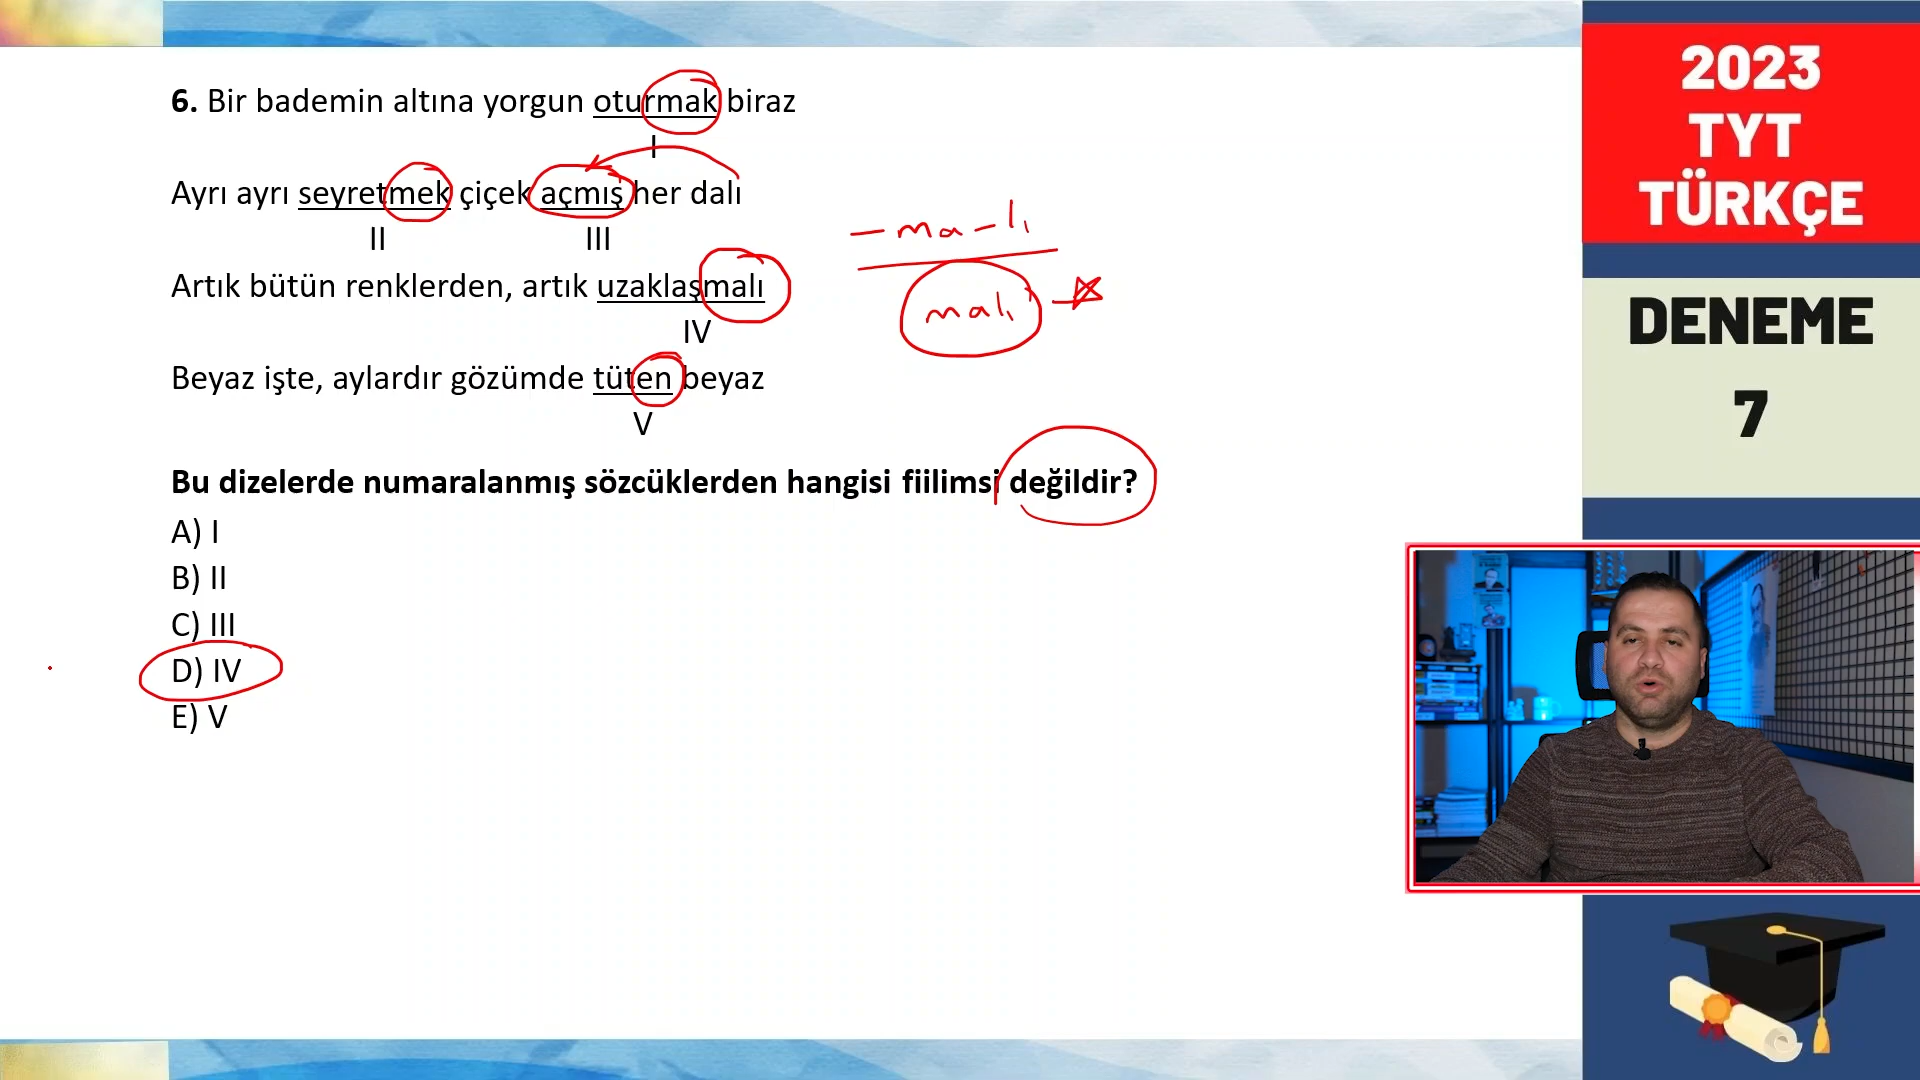 6. Bir bademin altına yorgun oturmak biraz
I
Ayrı ayrı seyretmek çiçek açmış her dalı
II III
Artık bütün renklerden, artık uzaklaşmalı
IV
Beyaz işte, aylardır gözümde tüten beyaz
V
Bu dizelerde numaralanmış sözcüklerden hangisi fiilimsi değildir?
A) I
B) II
C) III
D) IV
E) V
-ma-lı
malı
2023
TYT
TÜRKÇE
DENEME
7